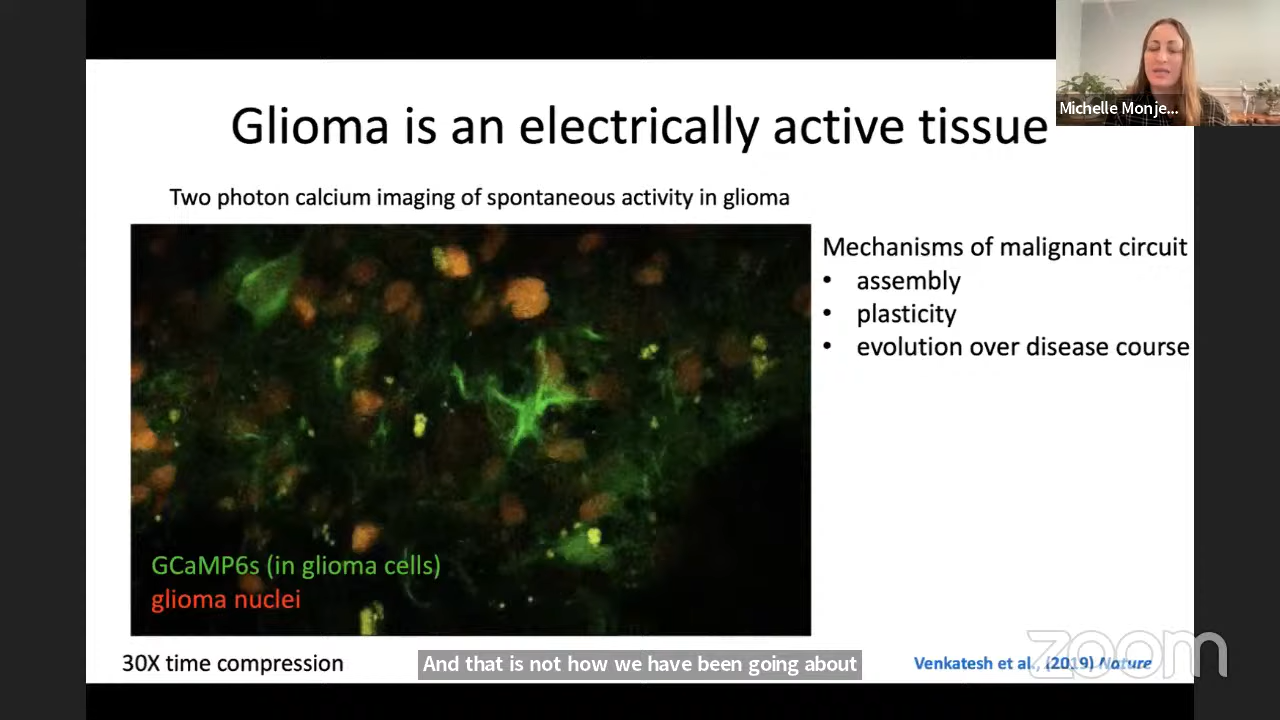 Michelle Monje...
Glioma is an electrically active tissue
Two photon calcium imaging of spontaneous activity in glioma
Mechanisms of malignant circuit
• assembly
• plasticity
• evolution over disease course
GCaMP6s (in glioma cells)
glioma nuclei
30X time compression
And that is not how we have been going about
Venkatesh et al., (2019) Nature
zoom